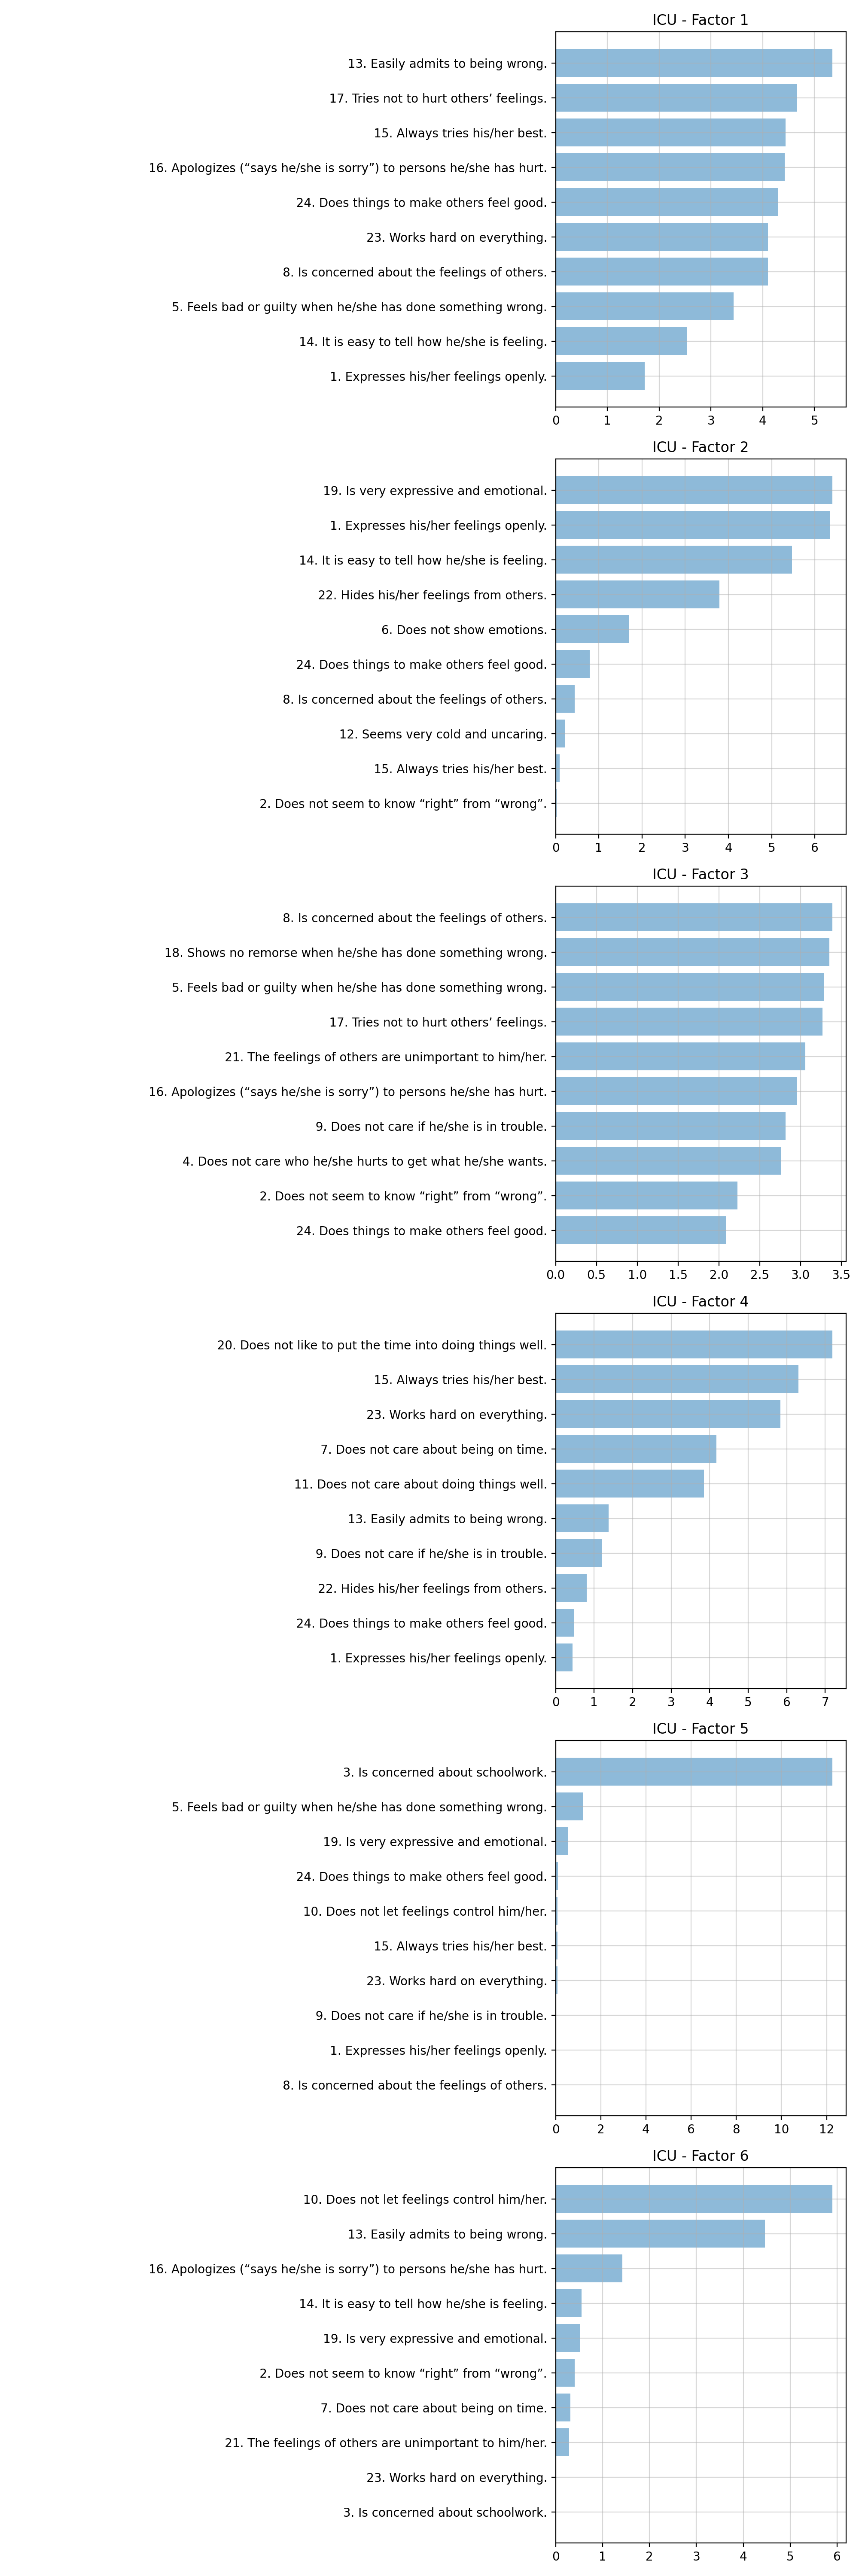 ICU - Factor 1
13. Easily admits to being wrong.
17. Tries not to hurt others’ feelings.
15. Always tries his/her best.
16. Apologizes (“says he/she is sorry”) to persons he/she has hurt.
24. Does things to make others feel good.
23. Works hard on everything.
8. Is concerned about the feelings of others.
5. Feels bad or guilty when he/she has done something wrong.
14. It is easy to tell how he/she is feeling.
1. Expresses his/her feelings openly.
0 1 2 3 4 5
ICU - Factor 2
19. Is very expressive and emotional.
1. Expresses his/her feelings openly.
14. It is easy to tell how he/she is feeling.
22. Hides his/her feelings from others.
6. Does not show emotions.
24. Does things to make others feel good.
8. Is concerned about the feelings of others.
12. Seems very cold and uncaring.
15. Always tries his/her best.
2. Does not seem to know “right” from “wrong”.
0 1 2 3 4 5 6
ICU - Factor 3
8. Is concerned about the feelings of others.
18. Shows no remorse when he/she has done something wrong.
5. Feels bad or guilty when he/she has done something wrong.
17. Tries not to hurt others’ feelings.
21. The feelings of others are unimportant to him/her.
16. Apologizes (“says he/she is sorry”) to persons he/she has hurt.
9. Does not care if he/she is in trouble.
4. Does not care who he/she hurts to get what he/she wants.
2. Does not seem to know “right” from “wrong”.
24. Does things to make others feel good.
0.0 0.5 1.0 1.5 2.0 2.5 3.0 3.5
ICU - Factor 4
20. Does not like to put the time into doing things well.
15. Always tries his/her best.
23. Works hard on everything.
7. Does not care about being on time.
11. Does not care about doing things well.
13. Easily admits to being wrong.
9. Does not care if he/she is in trouble.
22. Hides his/her feelings from others.
24. Does things to make others feel good.
1. Expresses his/her feelings openly.
0 1 2 3 4 5 6 7
ICU - Factor 5
3. Is concerned about schoolwork.
5. Feels bad or guilty when he/she has done something wrong.
19. Is very expressive and emotional.
24. Does things to make others feel good.
10. Does not let feelings control him/her.
15. Always tries his/her best.
23. Works hard on everything.
9. Does not care if he/she is in trouble.
1. Expresses his/her feelings openly.
8. Is concerned about the feelings of others.
0 2 4 6 8 10 12
ICU - Factor 6
10. Does not let feelings control him/her.
13. Easily admits to being wrong.
16. Apologizes (“says he/she is sorry”) to persons he/she has hurt.
14. It is easy to tell how he/she is feeling.
19. Is very expressive and emotional.
2. Does not seem to know “right” from “wrong”.
7. Does not care about being on time.
21. The feelings of others are unimportant to him/her.
23. Works hard on everything.
3. Is concerned about schoolwork.
0 1 2 3 4 5 6